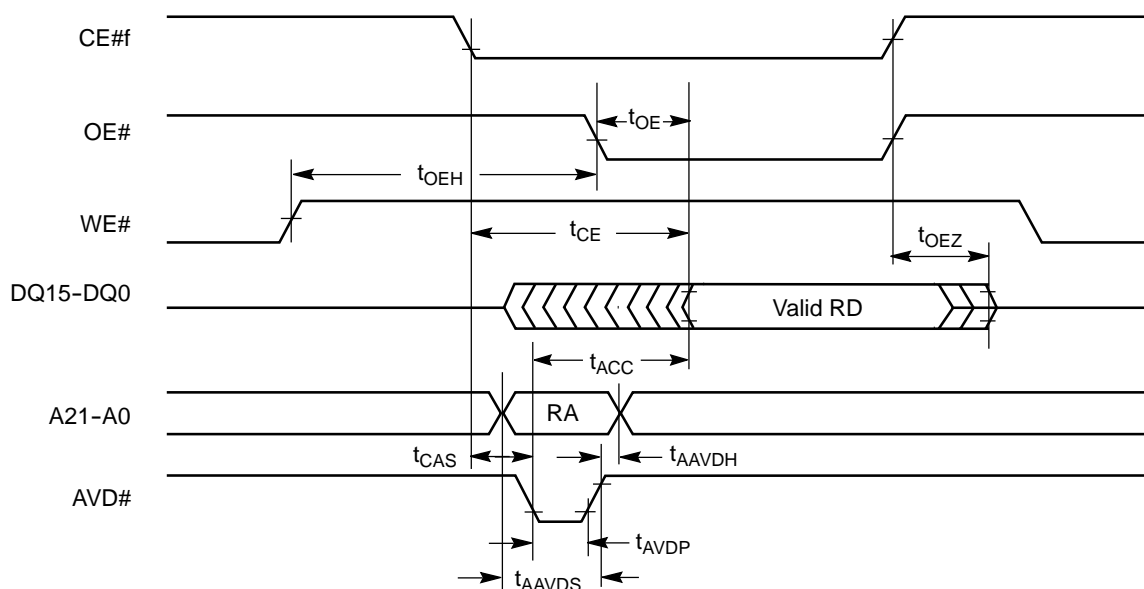 CE#f
OE#
tOE
tOEH
WE#
tCE
tOEZ
DQ15-DQ0
Valid RD
tACC
A21-A0
RA
tCAS
tAAVDH
AVD#
tAVDP
tAAVDS